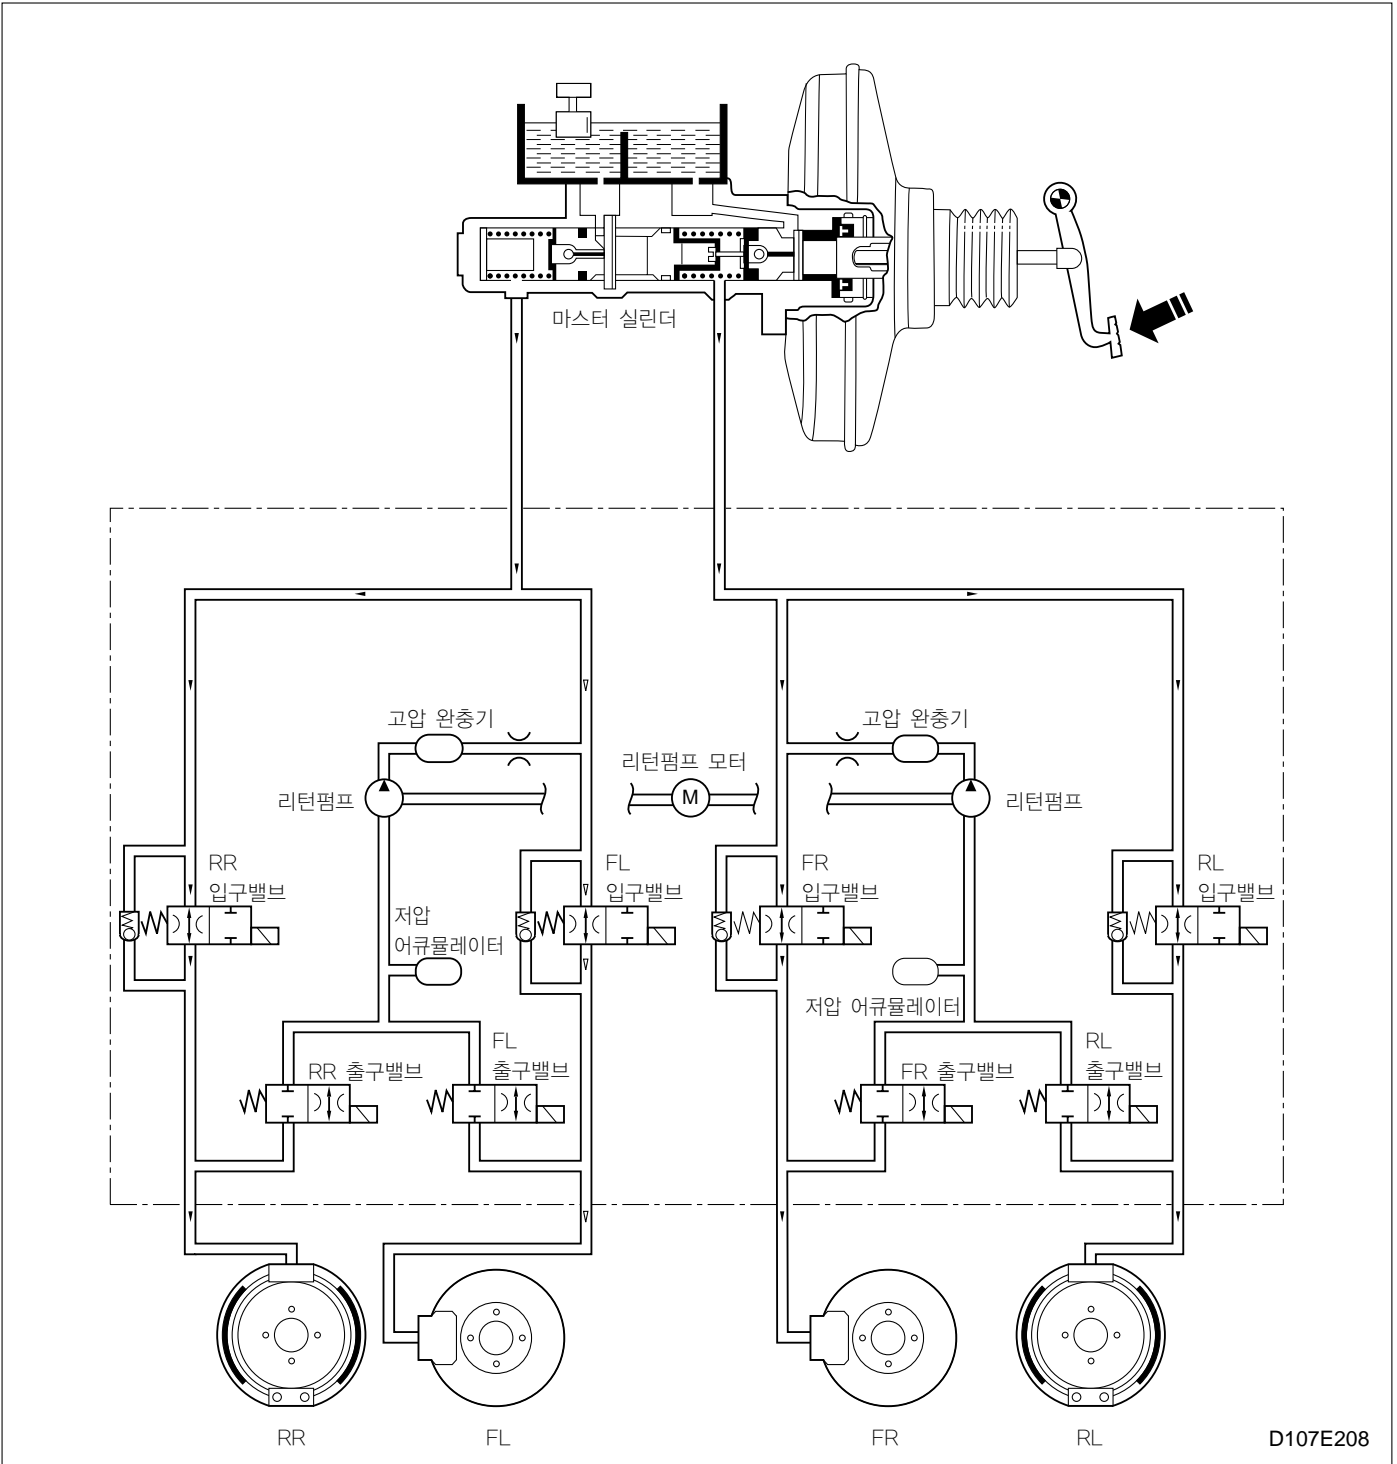 마스터 실린더
고압 완충기
고압 완충기
리턴펌프 모터
리턴펌프
M
리턴펌프
RR
입구밸브
FL
입구밸브
FR
입구밸브
RL
입구밸브
저압
어큐뮬레이터
저압 어큐뮬레이터
RR 출구밸브
FL
출구밸브
FR 출구밸브
RL
출구밸브
RR
FL
FR
RL
D107E208